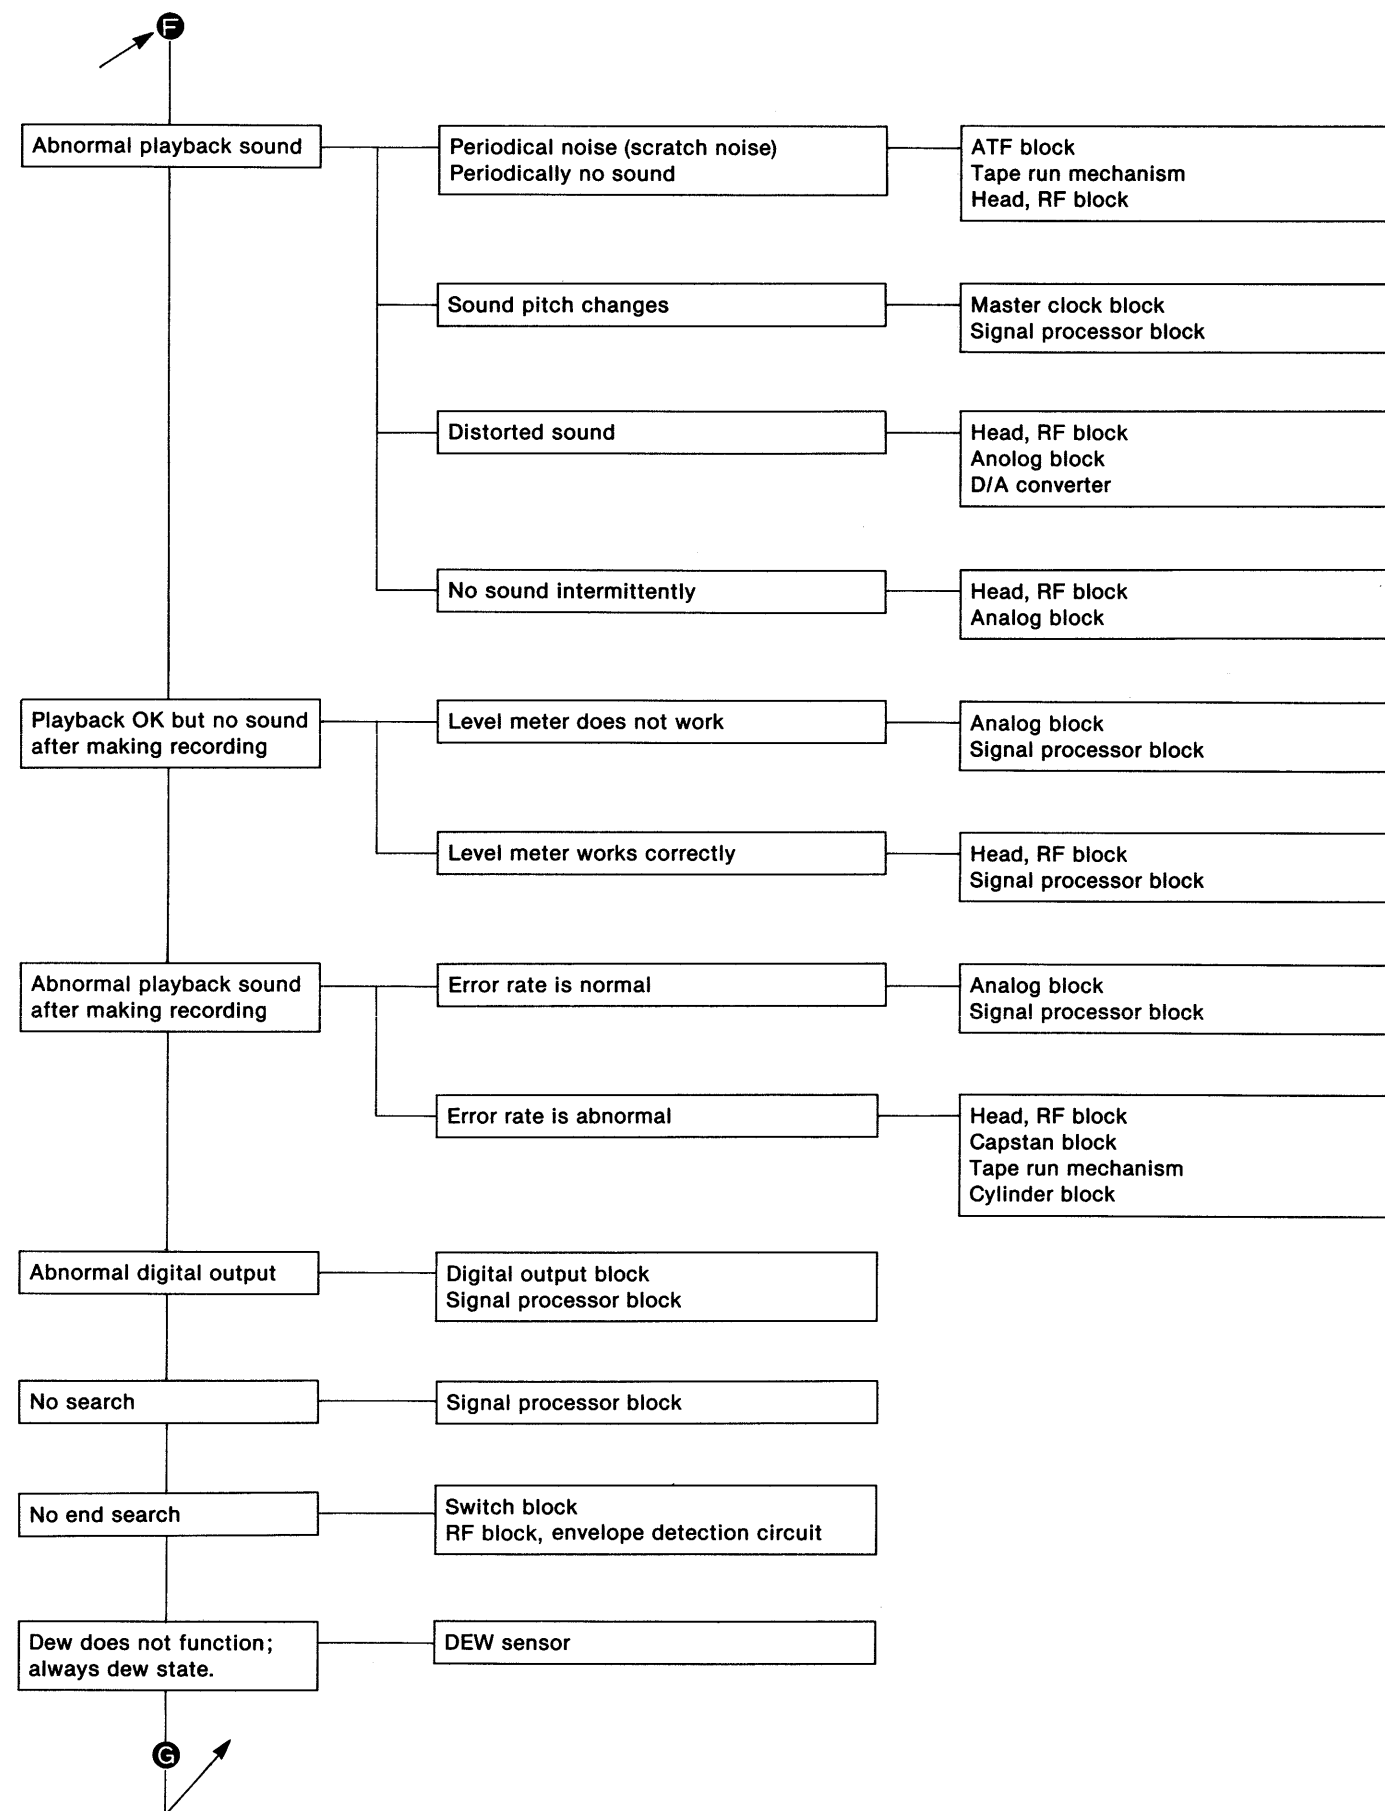 F
Abnormal playback sound
Periodical noise (scratch noise)
Periodically no sound
ATF block
Tape run mechanism
Head, RF block
Sound pitch changes
Master clock block
Signal processor block
Distorted sound
Head, RF block
Anolog block
D/A converter
No sound intermittently
Head, RF block
Analog block
Playback OK but no sound
after making recording
Level meter does not work
Analog block
Signal processor block
Level meter works correctly
Head, RF block
Signal processor block
Abnormal playback sound
after making recording
Error rate is normal
Analog block
Signal processor block
Error rate is abnormal
Head, RF block
Capstan block
Tape run mechanism
Cylinder block
Abnormal digital output
Digital output block
Signal processor block
No search
Signal processor block
No end search
Switch block
RF block, envelope detection circuit
Dew does not function;
always dew state.
DEW sensor
G